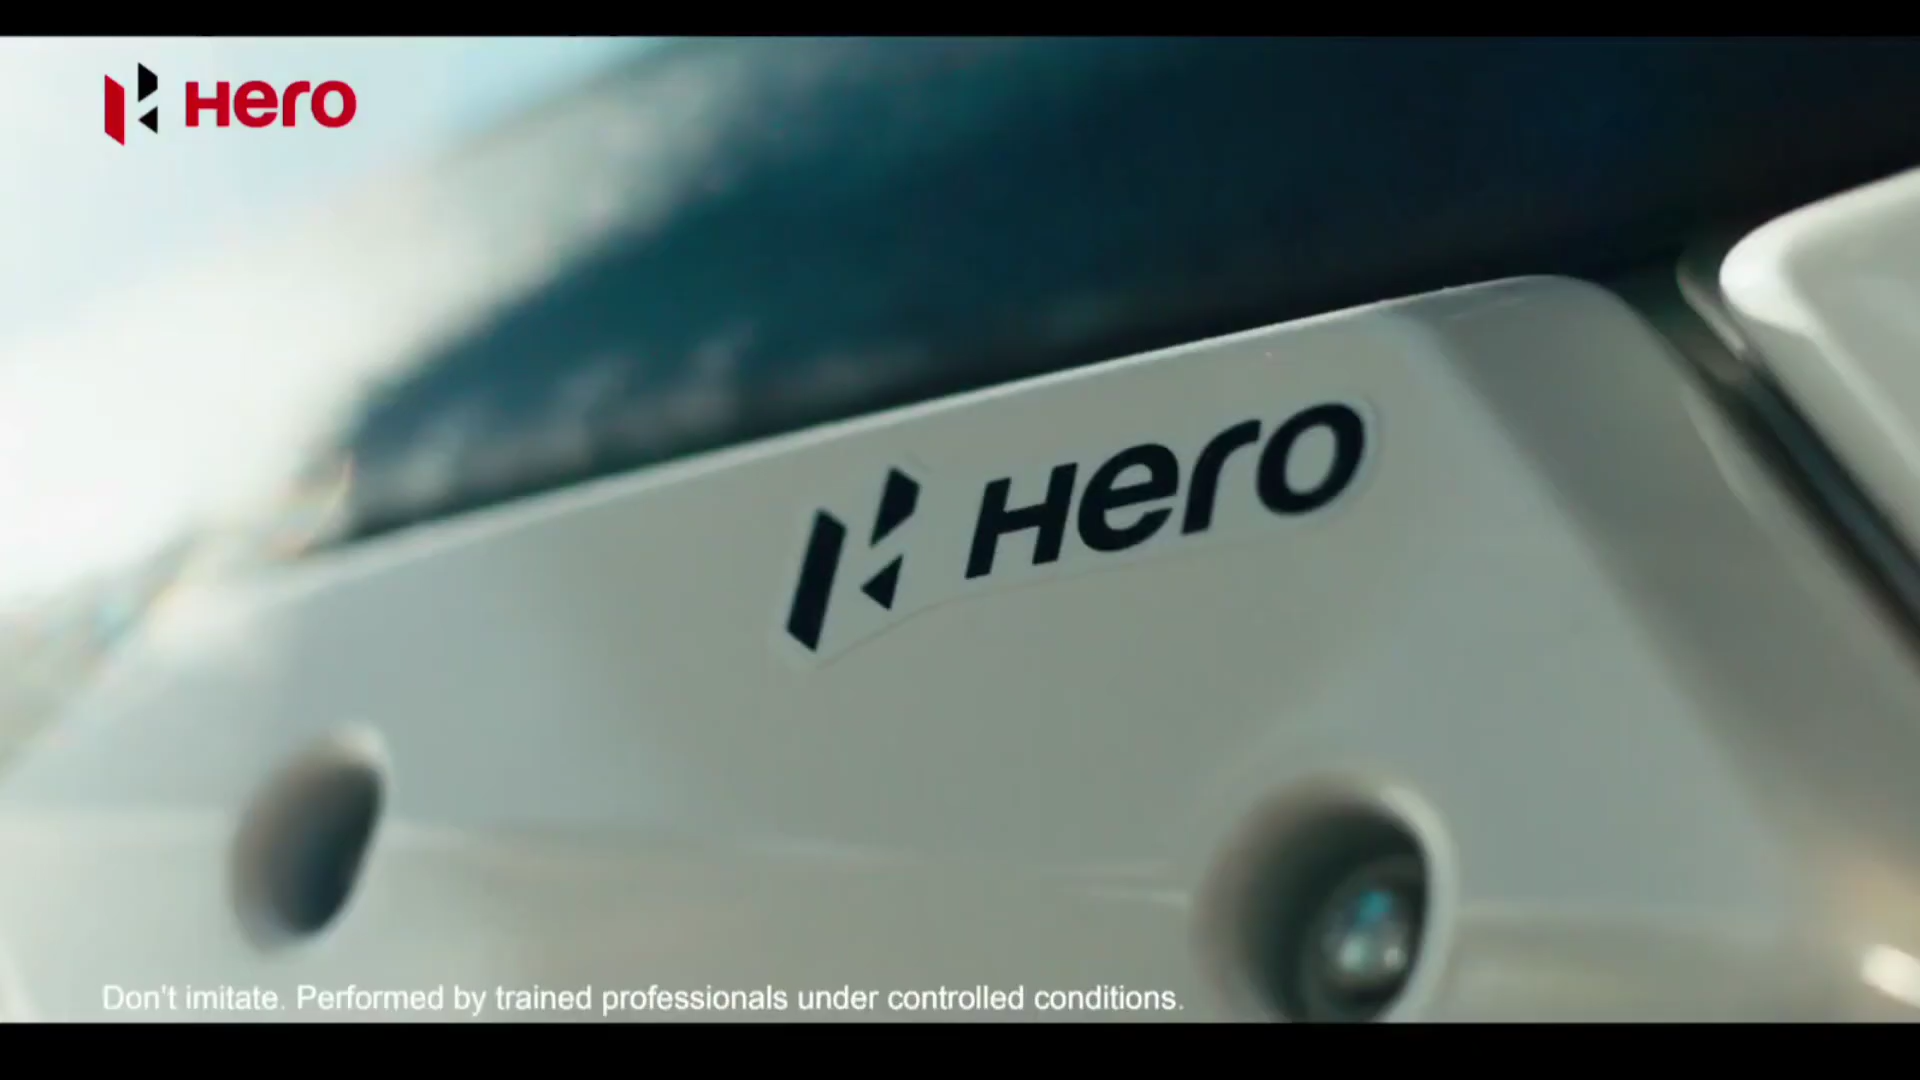 Hero
Hero
Don't imitate. Performed by trained professionals under controlled conditions.